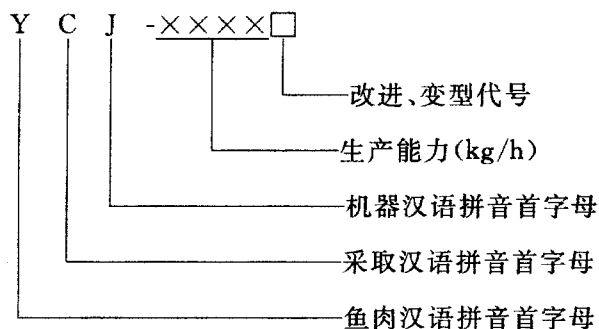 Y C J -××××□
改进、变型代号
生产能力(kg/h)
机器汉语拼音首字母
采取汉语拼音首字母
鱼肉汉语拼音首字母